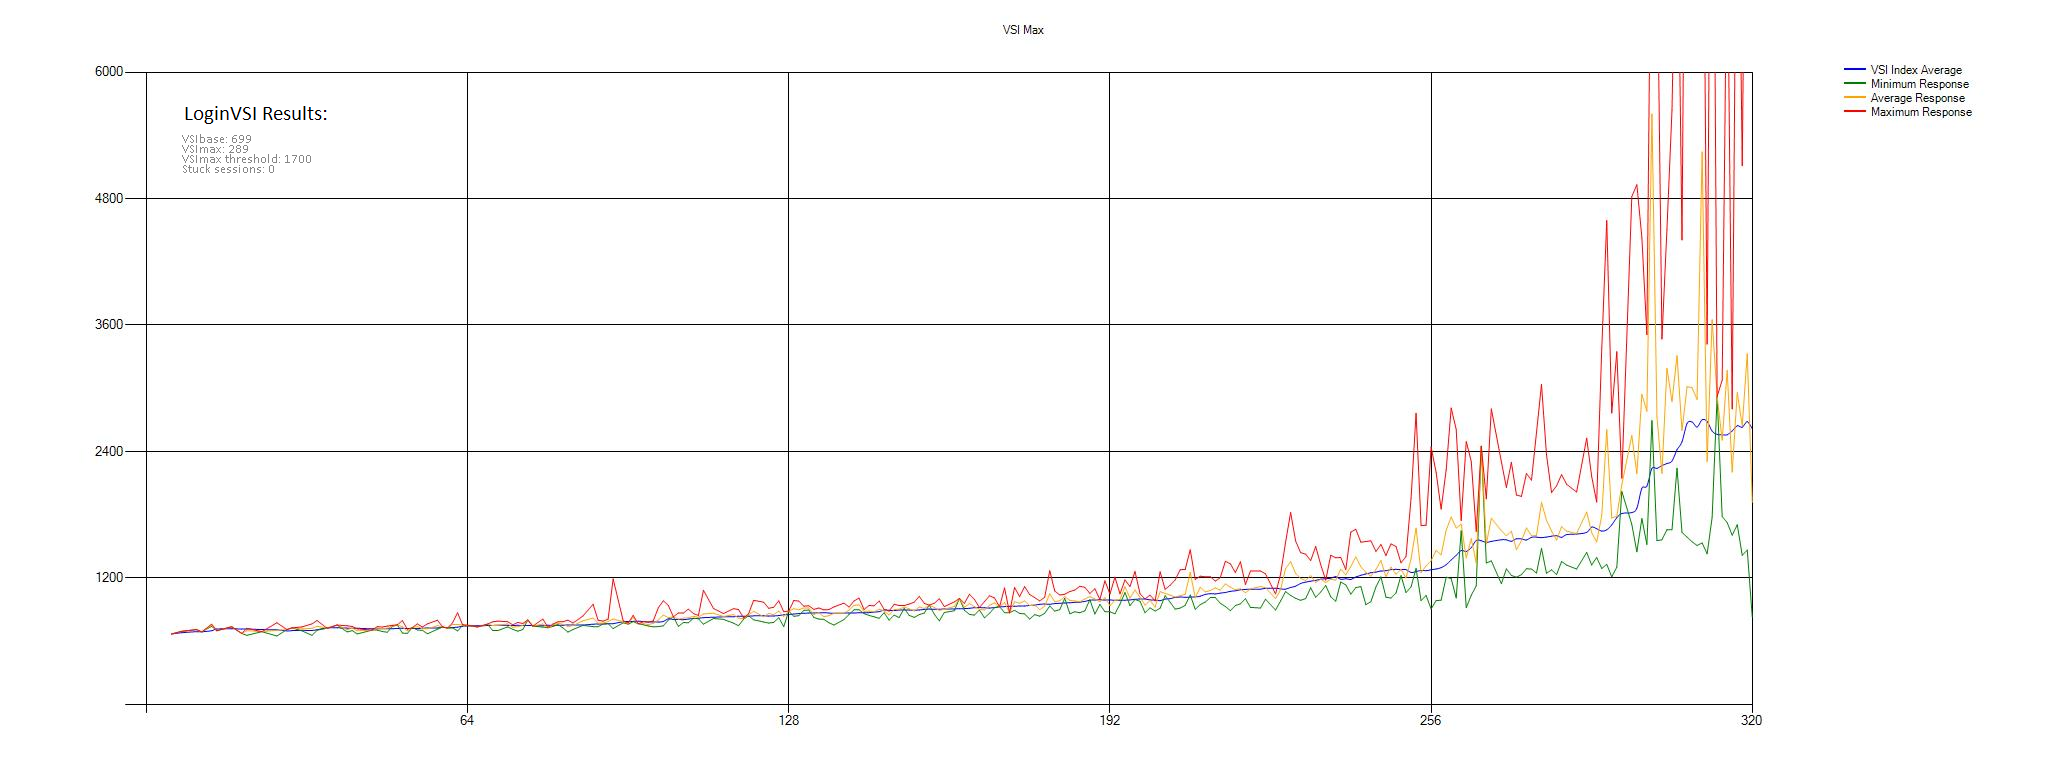 VSI Max
6000
4800
3600
2400
1200
64
128
192
256
320
LoginVSI Results:
VSIbase: 699
VSImax: 289
VSImax threshold: 1700
Stuck sessions: 0
VSI Index Average
Minimum Response
Average Response
Maximum Response